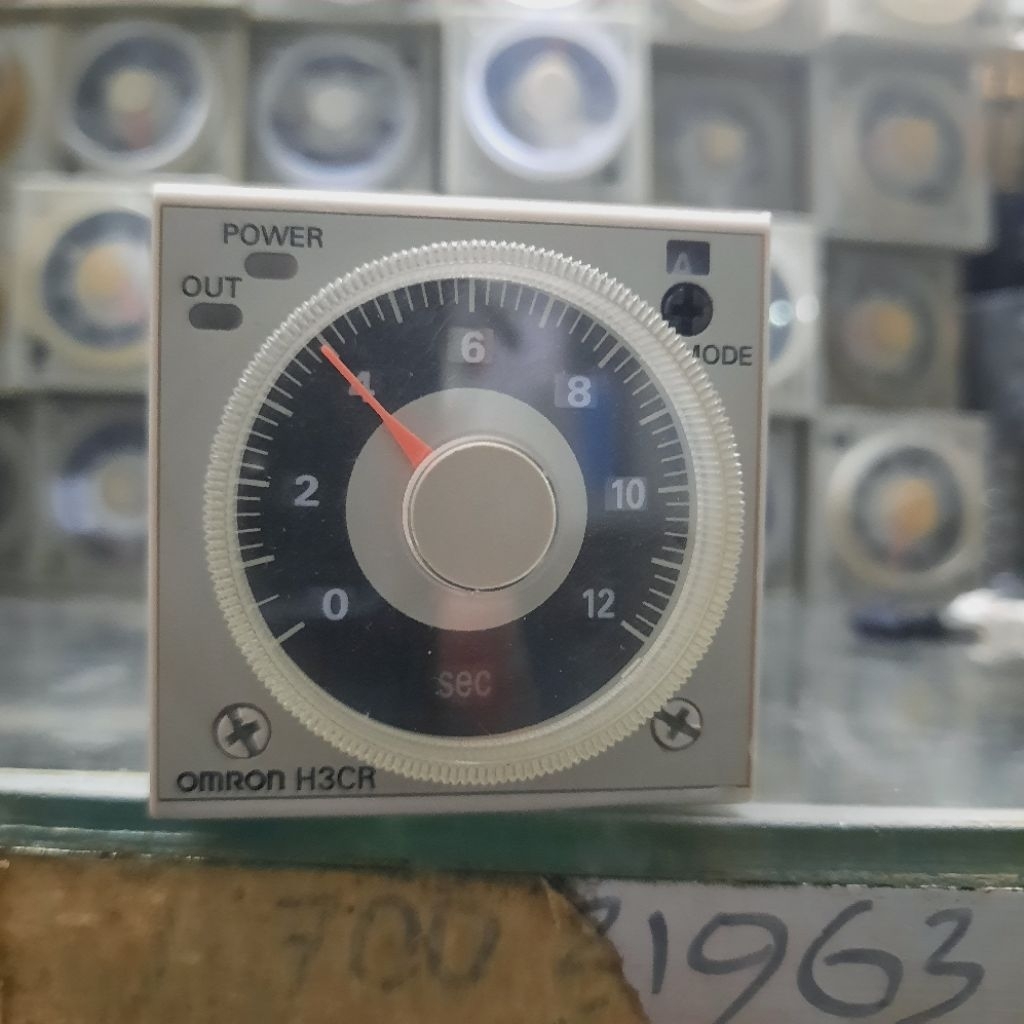 POWER
OUT
A
MODE
0
2
4
6
8
10
12
sec
OMRON H3CR
700
1963